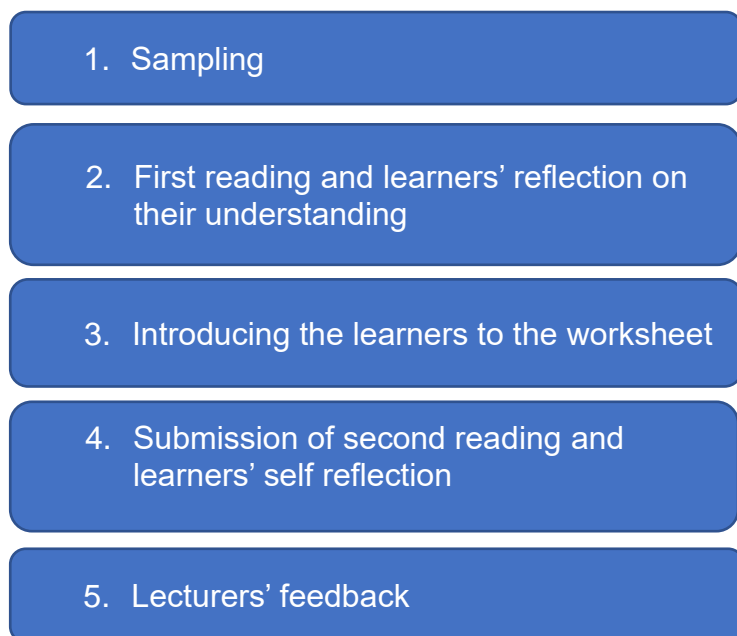 1. Sampling
2. First reading and learners’ reflection on
their understanding
3. Introducing the learners to the worksheet
4. Submission of second reading and
learners’ self reflection
5. Lecturers’ feedback